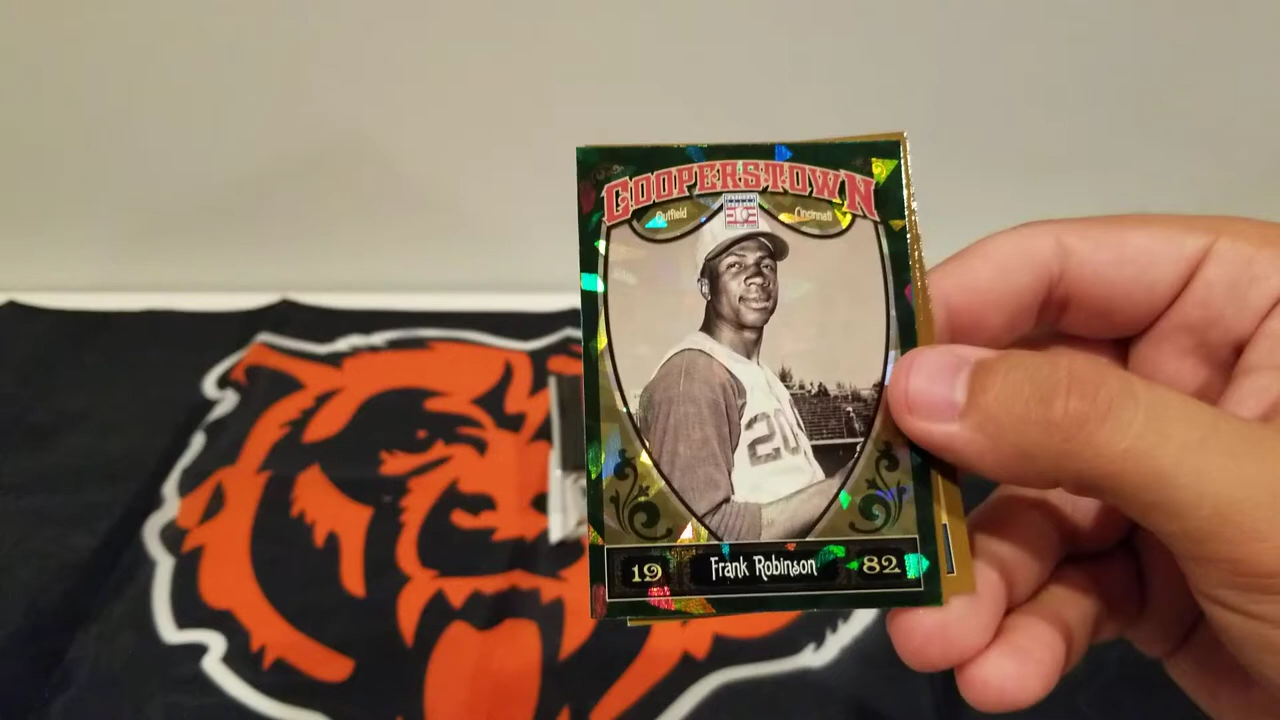 COOPERSTOWN
Outfield
Cincinnati
20
19
Frank Robinson
82